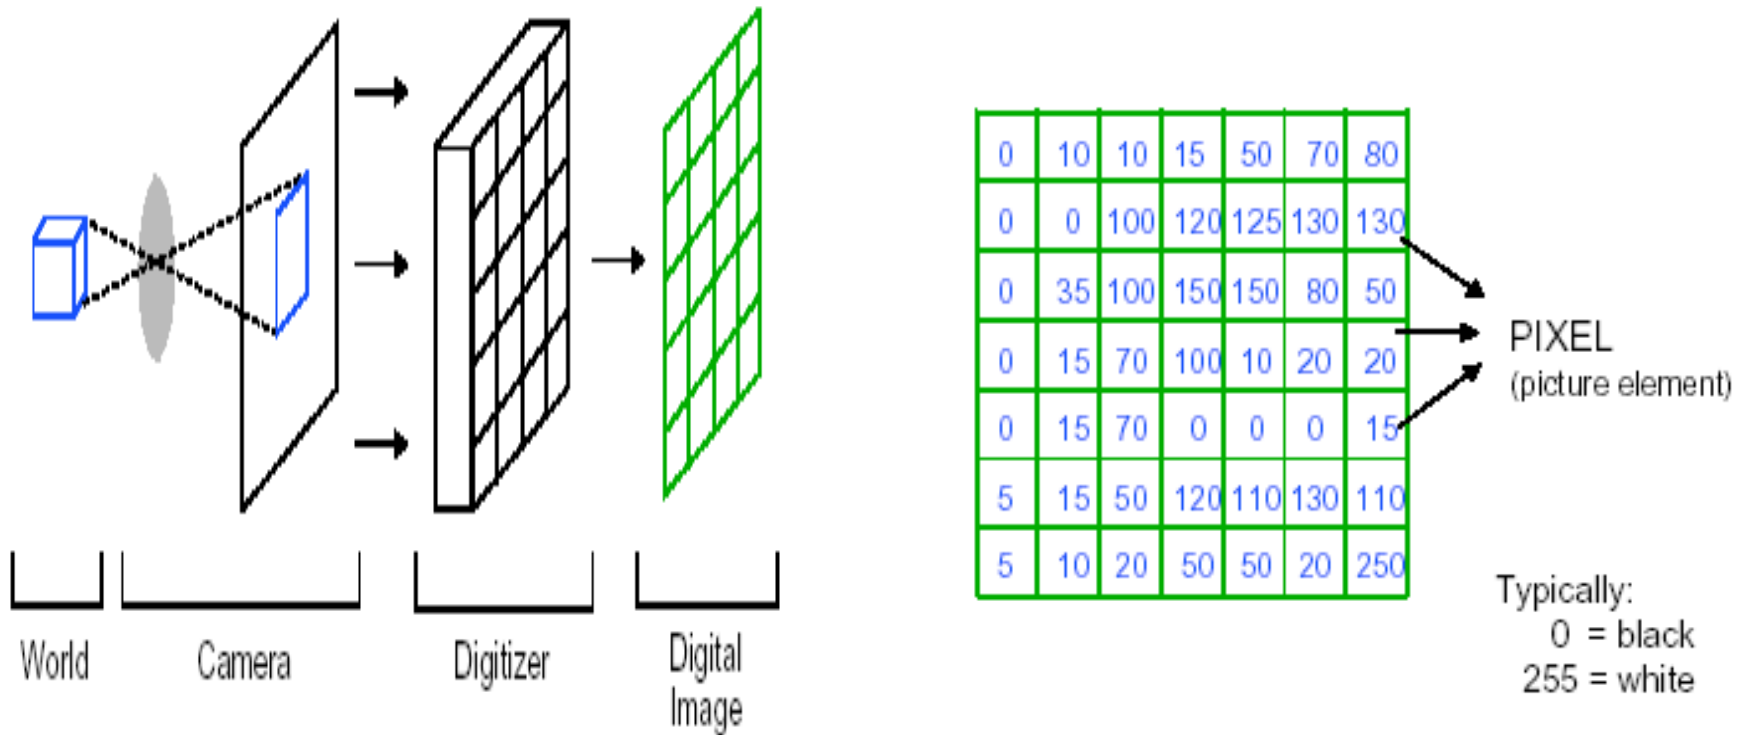 0 10 10 15 50 70 80
0 0 100 120 125 130 130
0 35 100 150 150 80 50
0 15 70 100 10 20 20
0 15 70 0 0 0 15
5 15 50 120 110 130 110
5 10 20 50 50 20 250
PIXEL
(picture element)
Typically:
0 = black
255 = white
World
Camera
Digitizer
Digital
Image